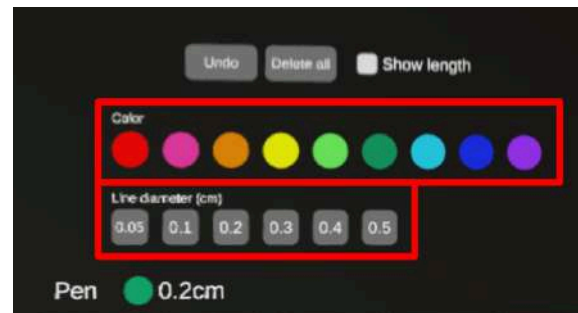 Undo Delete all Show length
Color
Line diameter (cm)
0.05 0.1 0.2 0.3 0.4 0.5
Pen 0.2cm